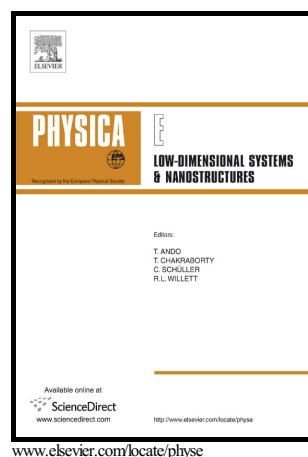 ELSEVIER
PHYSICA E
EPS
Recognized by the European Physical Society
LOW-DIMENSIONAL SYSTEMS
& NANOSTRUCTURES
Editors:
T. ANDO
T. CHAKRABORTY
C. SCHÜLLER
R.L. WILLETT
Available online at
ScienceDirect
www.sciencedirect.com
http://www.elsevier.com/locate/physe
www.elsevier.com/locate/physe